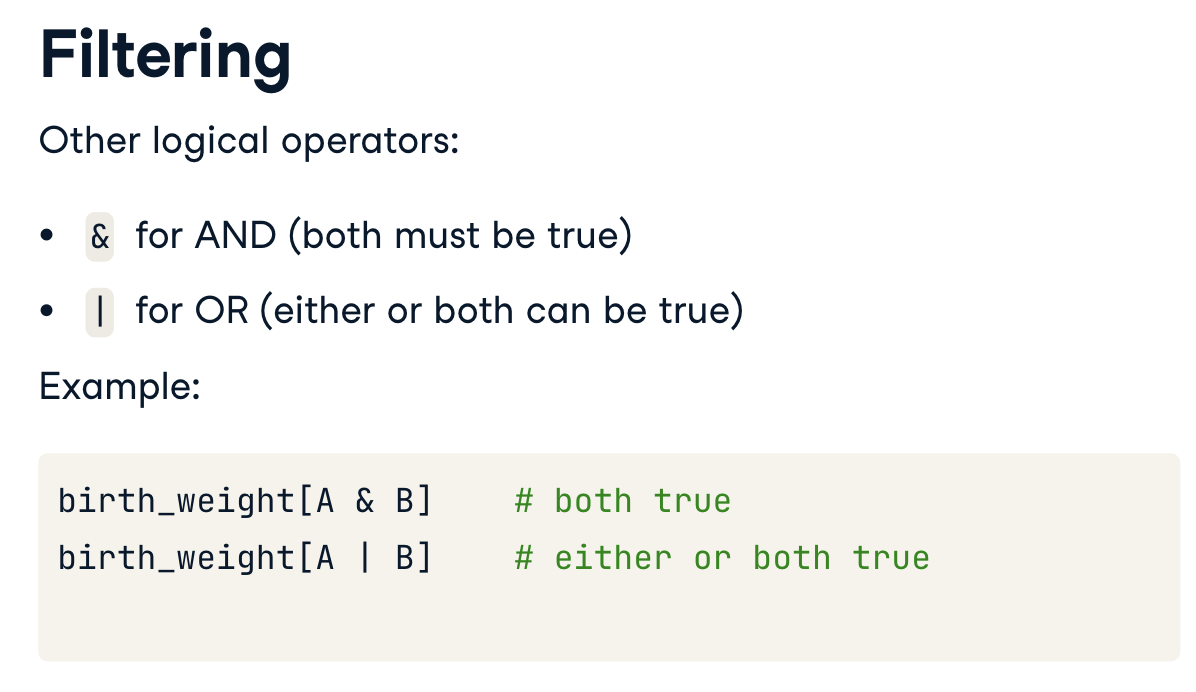 Filtering
Other logical operators:
• & for AND (both must be true)
• | for OR (either or both can be true)
Example:
birth_weight[A & B]    # both true
birth_weight[A | B]    # either or both true